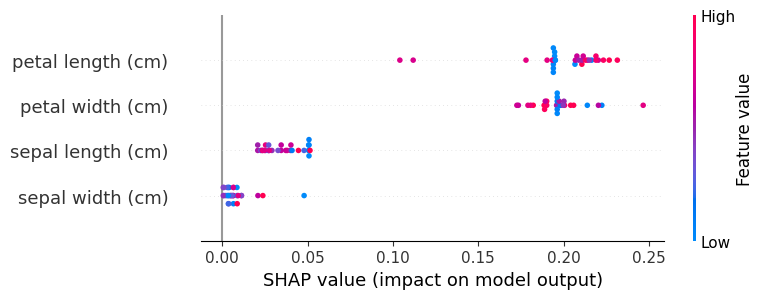 High
petal length (cm)
petal width (cm)
sepal length (cm)
sepal width (cm)
Feature value
Low
0.00 0.05 0.10 0.15 0.20 0.25
SHAP value (impact on model output)